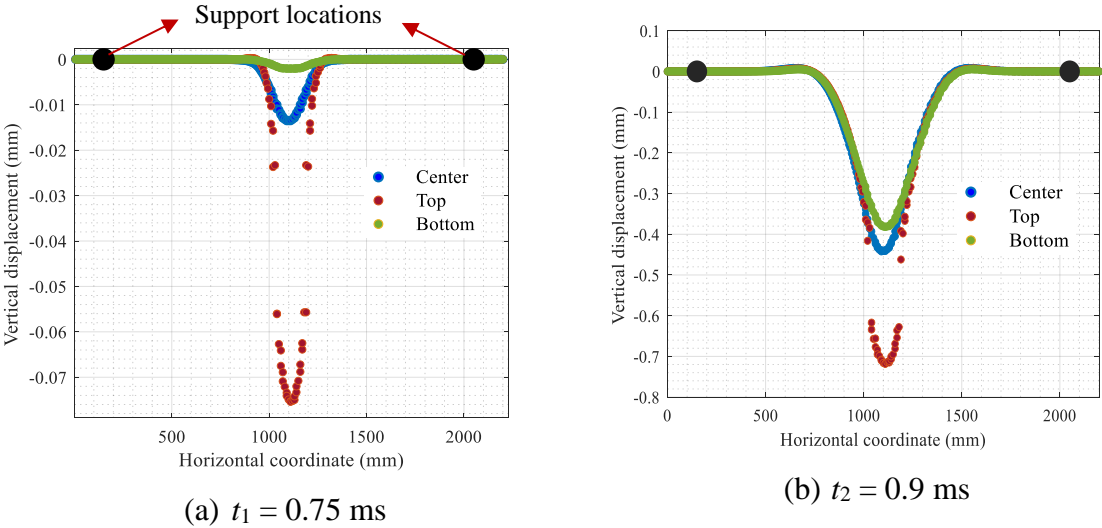 Support locations
0
-0.01
-0.02
-0.03
-0.04
-0.05
-0.06
-0.07
Vertical displacement (mm)
Center
Top
Bottom
500
1000
1500
2000
Horizontal coordinate (mm)
(a) t1 = 0.75 ms
0.1
0
-0.1
-0.2
-0.3
-0.4
-0.5
-0.6
-0.7
-0.8
Vertical displacement (mm)
Center
Top
Bottom
0
500
1000
1500
2000
Horizontal coordinate (mm)
(b) t2 = 0.9 ms